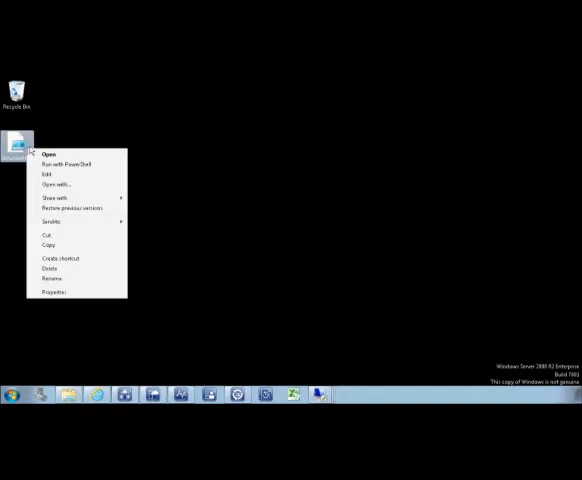 Recycle Bin
Open
Run with PowerShell
Edit
Open with...
Share with
Restore previous versions
Send to
Cut
Copy
Create shortcut
Delete
Rename
Properties
Windows Server 2008 R2 Enterprise
Build 7601
This copy of Windows is not genuine